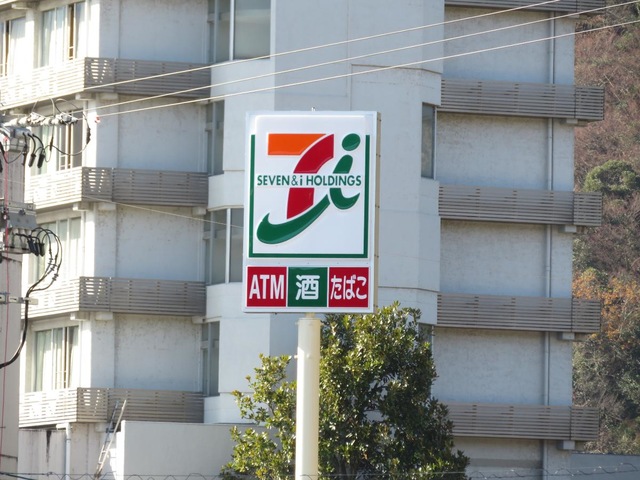 7i
SEVEN&i HOLDINGS
ATM 酒 たばこ